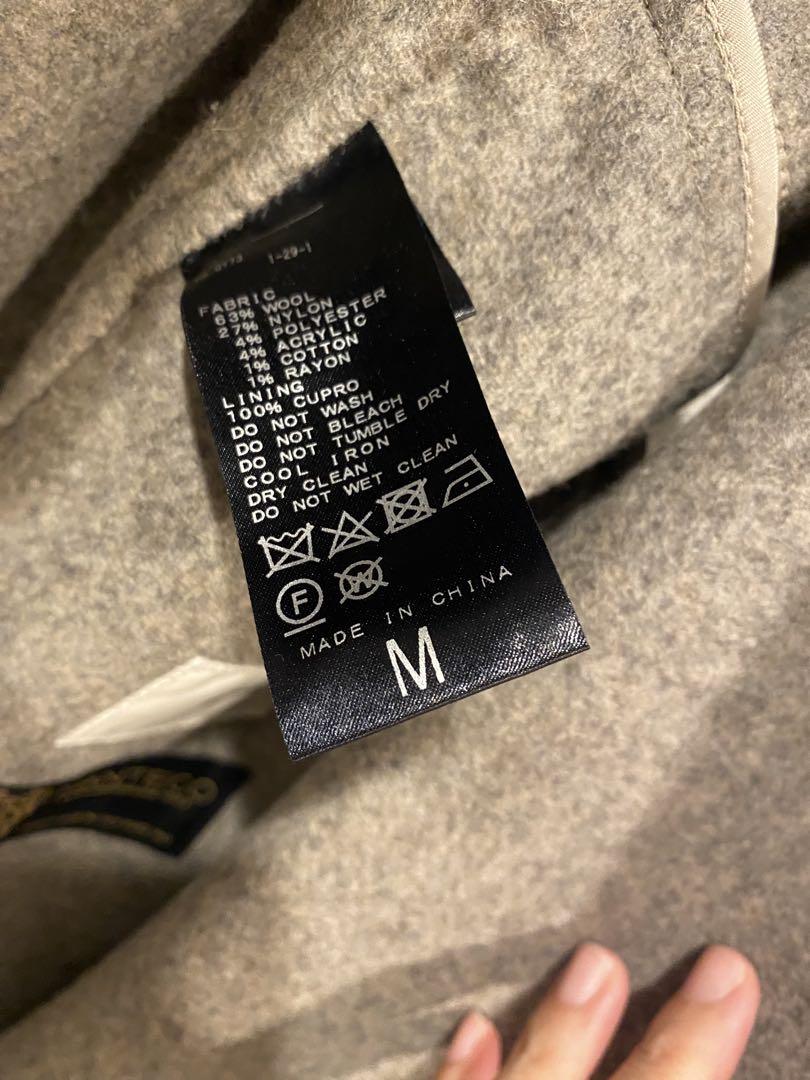 1-29-1
FABRIC
63% WOOL
27% NYLON
4% POLYESTER
4% ACRYLIC
1% COTTON
1% RAYON
LINING
100% CUPRO
DO NOT WASH
DO NOT BLEACH
DO NOT TUMBLE DRY
COOL IRON
DRY CLEAN
DO NOT WET CLEAN
F W
MADE IN CHINA
M